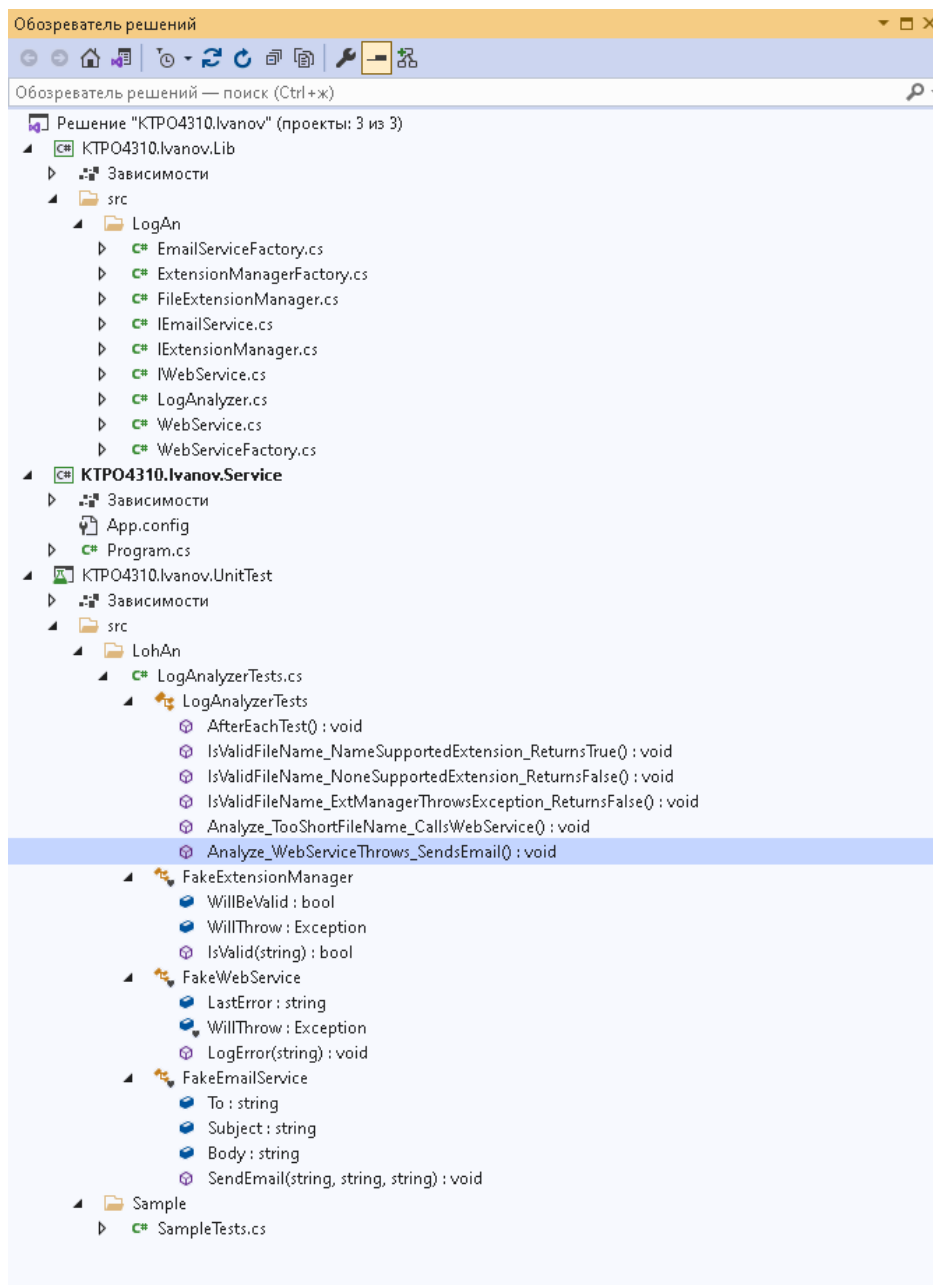 Обозреватель решений
Обозреватель решений — поиск (Ctrl+ж)
Решение "KTPO4310.Ivanov" (проекты: 3 из 3)
C# KTPO4310.Ivanov.Lib
Зависимости
src
LogAn
C# EmailServiceFactory.cs
C# ExtensionManagerFactory.cs
C# FileExtensionManager.cs
C# IEmailService.cs
C# IExtensionManager.cs
C# IWebService.cs
C# LogAnalyzer.cs
C# WebService.cs
C# WebServiceFactory.cs
C# KTPO4310.Ivanov.Service
Зависимости
App.config
C# Program.cs
KTPO4310.Ivanov.UnitTest
Зависимости
src
LohAn
C# LogAnalyzerTests.cs
LogAnalyzerTests
AfterEachTest() : void
IsValidFileName_NameSupportedExtension_ReturnsTrue() : void
IsValidFileName_NoneSupportedExtension_ReturnsFalse() : void
IsValidFileName_ExtManagerThrowsException_ReturnsFalse() : void
Analyze_TooShortFileName_CallsWebService() : void
Analyze_WebServiceThrows_SendsEmail() : void
FakeExtensionManager
WillBeValid : bool
WillThrow : Exception
IsValid(string) : bool
FakeWebService
LastError : string
WillThrow : Exception
LogError(string) : void
FakeEmailService
To : string
Subject : string
Body : string
SendEmail(string, string, string) : void
Sample
C# SampleTests.cs